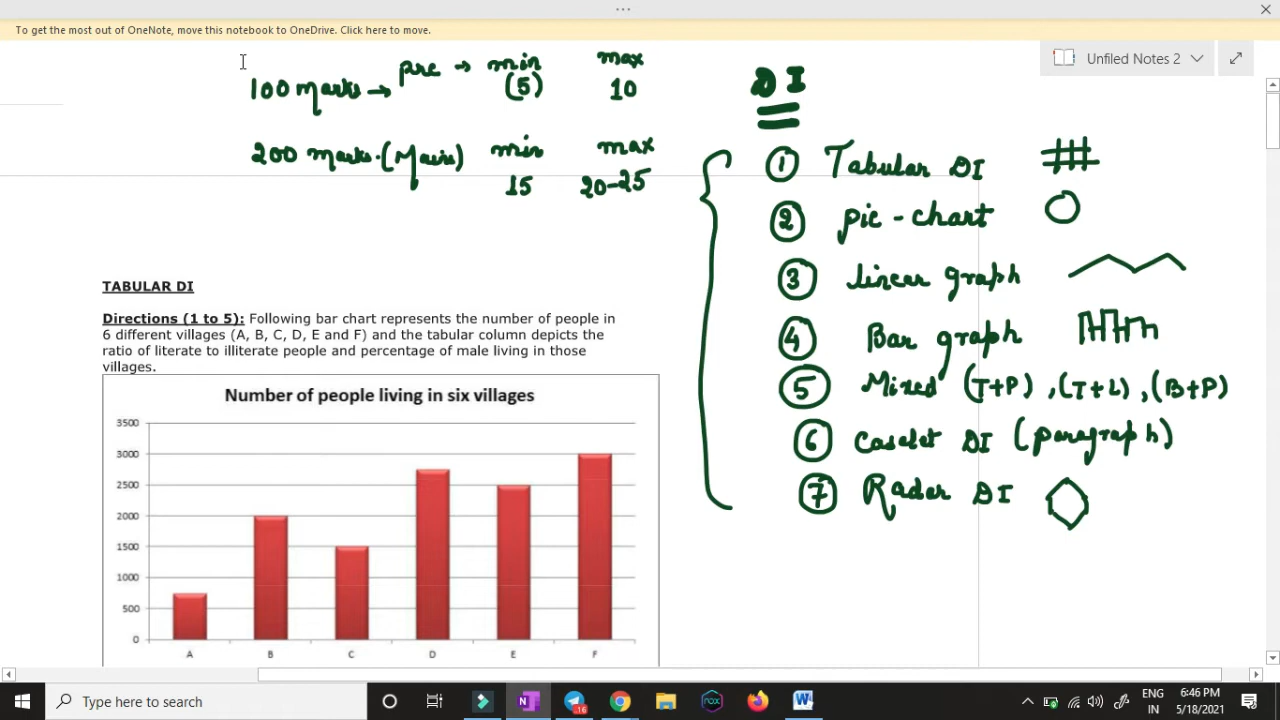 To get the most out of OneNote, move this notebook to OneDrive. Click here to move.
Unfiled Notes 2
100 marks → pre → min max
(5) 10
200 marks. (Mains) min max
15 20-25
DI
1 Tabular DI
2 pie-chart
3 linear graph
4 Bar graph
5 Mixed (T+P), (T+L), (B+P)
6 Caselet DI (paragraph)
7 Rader DI
TABULAR DI
Directions (1 to 5): Following bar chart represents the number of people in
6 different villages (A, B, C, D, E and F) and the tabular column depicts the
ratio of literate to illiterate people and percentage of male living in those
villages.
Number of people living in six villages
3500
3000
2500
2000
1500
1000
500
0
A B C D E F
Type here to search
16
ENG
IN
6:46 PM
5/18/2021